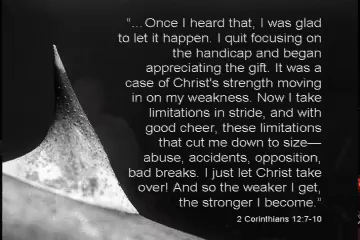 “…Once I heard that, I was glad
to let it happen. I quit focusing on
the handicap and began
appreciating the gift. It was a
case of Christ's strength moving
in on my weakness. Now I take
limitations in stride, and with
good cheer, these limitations
that cut me down to size—
abuse, accidents, opposition,
bad breaks. I just let Christ take
over! And so the weaker I get,
the stronger I become.”
2 Corinthians 12:7-10